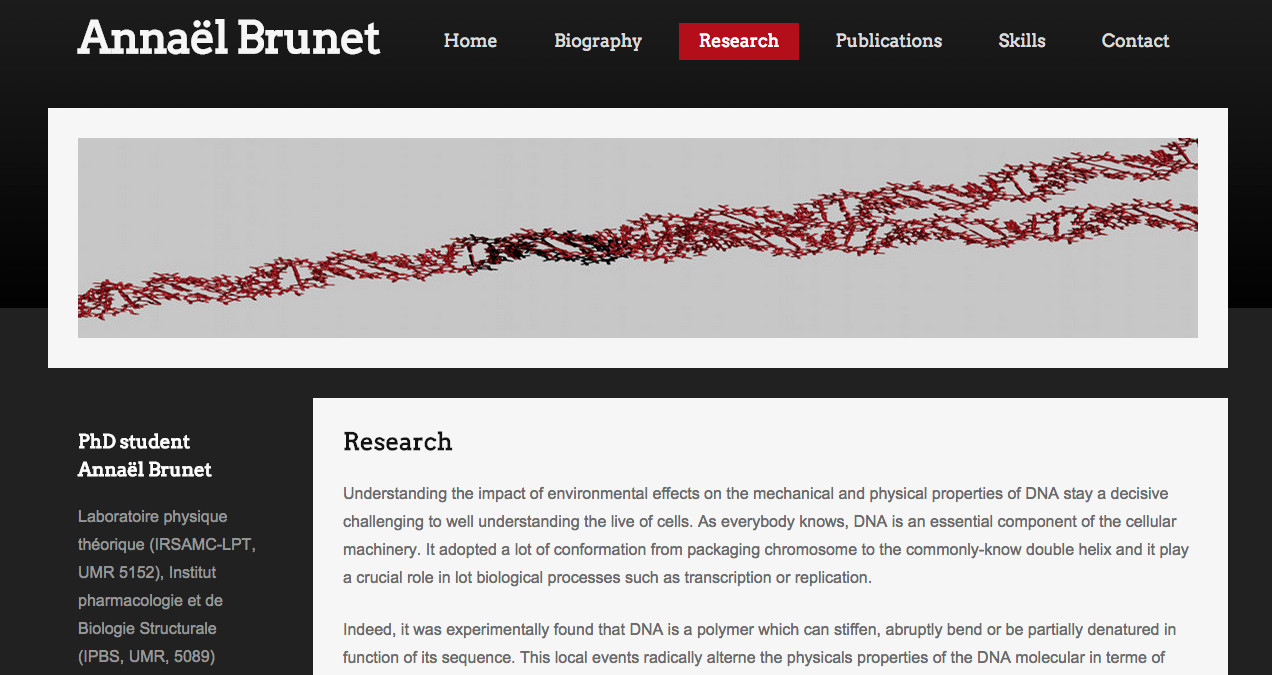 Annaël Brunet
Home Biography Research Publications Skills Contact
PhD student
Annaël Brunet
Laboratoire physique
théorique (IRSAMC-LPT,
UMR 5152), Institut
pharmacologie et de
Biologie Structurale
(IPBS, UMR, 5089)
Research
Understanding the impact of environmental effects on the mechanical and physical properties of DNA stay a decisive
challenging to well understanding the live of cells. As everybody knows, DNA is an essential component of the cellular
machinery. It adopted a lot of conformation from packaging chromosome to the commonly-know double helix and it play
a crucial role in lot biological processes such as transcription or replication.
Indeed, it was experimentally found that DNA is a polymer which can stiffen, abruptly bend or be partially denatured in
function of its sequence. This local events radically alterne the physicals properties of the DNA molecular in terme of